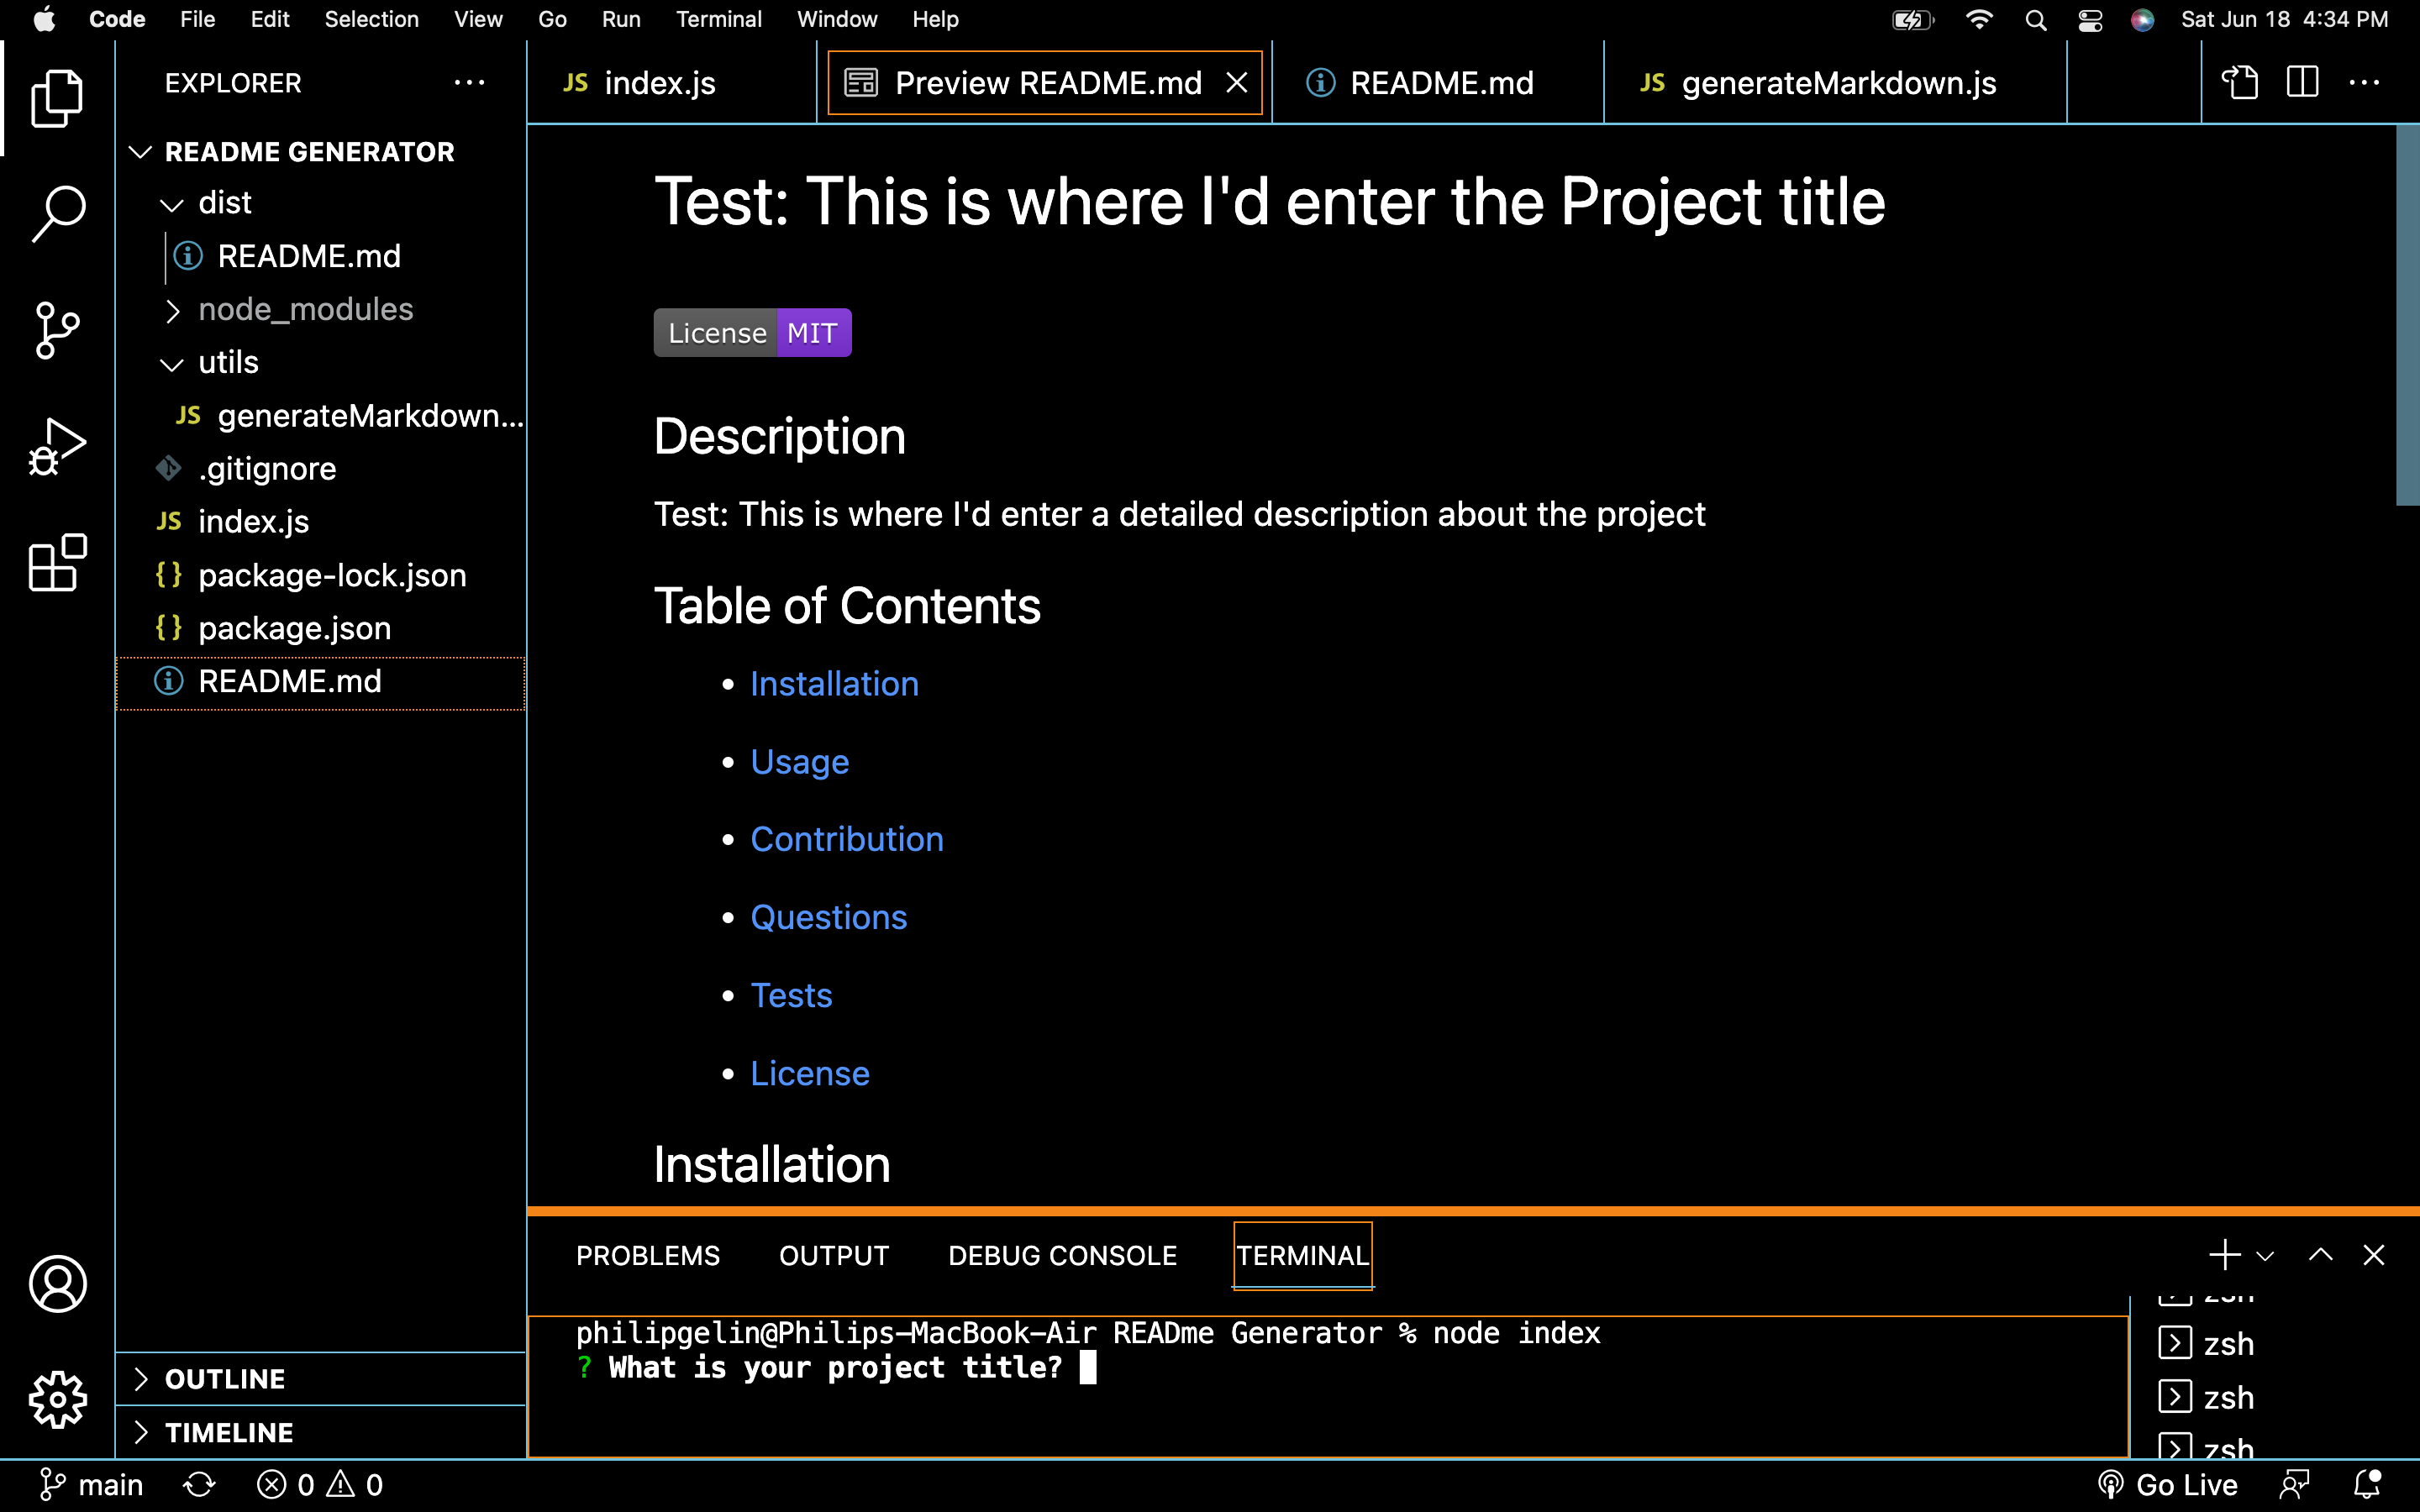 Code File Edit Selection View Go Run Terminal Window Help Sat Jun 18 4:34 PM
EXPLORER
README GENERATOR
dist
README.md
node_modules
utils
JS generateMarkdown...
.gitignore
JS index.js
{} package-lock.json
{} package.json
README.md
OUTLINE
TIMELINE
JS index.js
Preview README.md
README.md
JS generateMarkdown.js
Test: This is where I'd enter the Project title
License MIT
Description
Test: This is where I'd enter a detailed description about the project
Table of Contents
• Installation
• Usage
• Contribution
• Questions
• Tests
• License
Installation
PROBLEMS OUTPUT DEBUG CONSOLE TERMINAL
philipgelin@Philips-MacBook-Air READme Generator % node index
? What is your project title?
zsh
zsh
zsh
zsh
main 0 0 Go Live